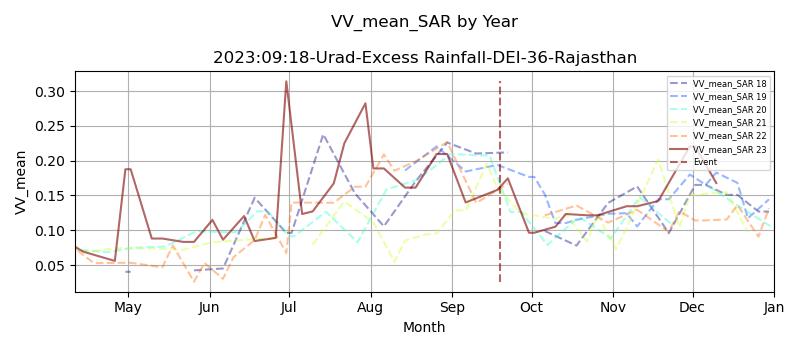 VV_mean_SAR by Year
2023:09:18-Urad-Excess Rainfall-DEI-36-Rajasthan
VV_mean
0.30
0.25
0.20
0.15
0.10
0.05
VV_mean_SAR 18
VV_mean_SAR 19
VV_mean_SAR 20
VV_mean_SAR 21
VV_mean_SAR 22
VV_mean_SAR 23
Event
May Jun Jul Aug Sep Oct Nov Dec Jan
Month